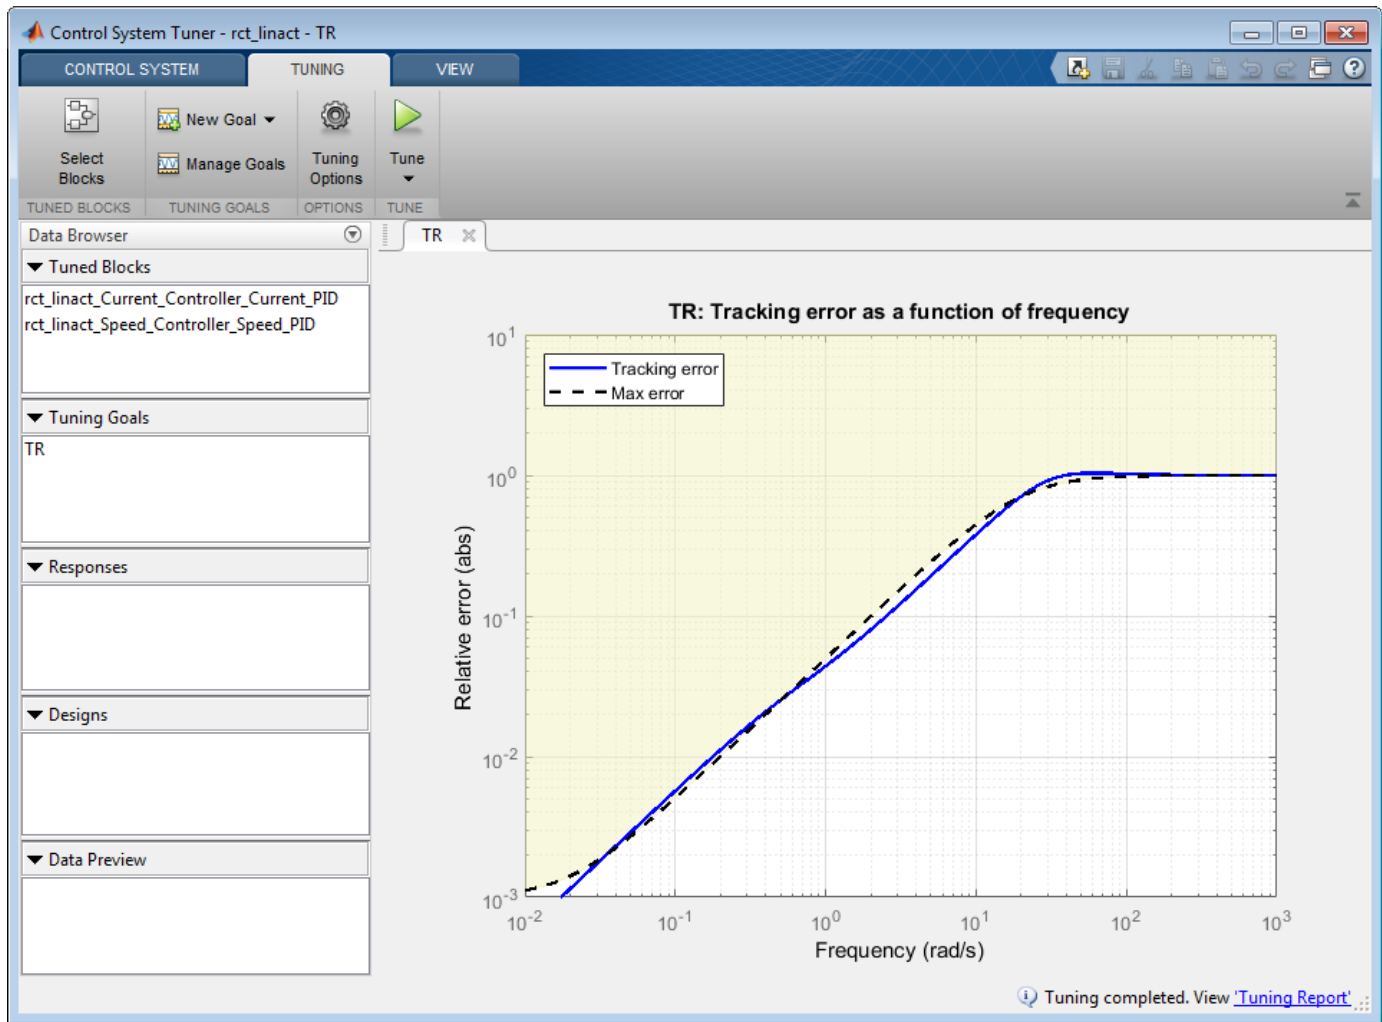 Control System Tuner - rct_linact - TR
CONTROL SYSTEM
TUNING
VIEW
Select Blocks
New Goal
Manage Goals
Tuning Options
Tune
TUNED BLOCKS
TUNING GOALS
OPTIONS
TUNE
Data Browser
Tuned Blocks
rct_linact_Current_Controller_Current_PID
rct_linact_Speed_Controller_Speed_PID
Tuning Goals
TR
Responses
Designs
Data Preview
TR
TR: Tracking error as a function of frequency
Tracking error
Max error
Relative error (abs)
10^1
10^0
10^-1
10^-2
10^-3
10^-2
10^-1
10^0
10^1
10^2
10^3
Frequency (rad/s)
Tuning completed. View 'Tuning Report'